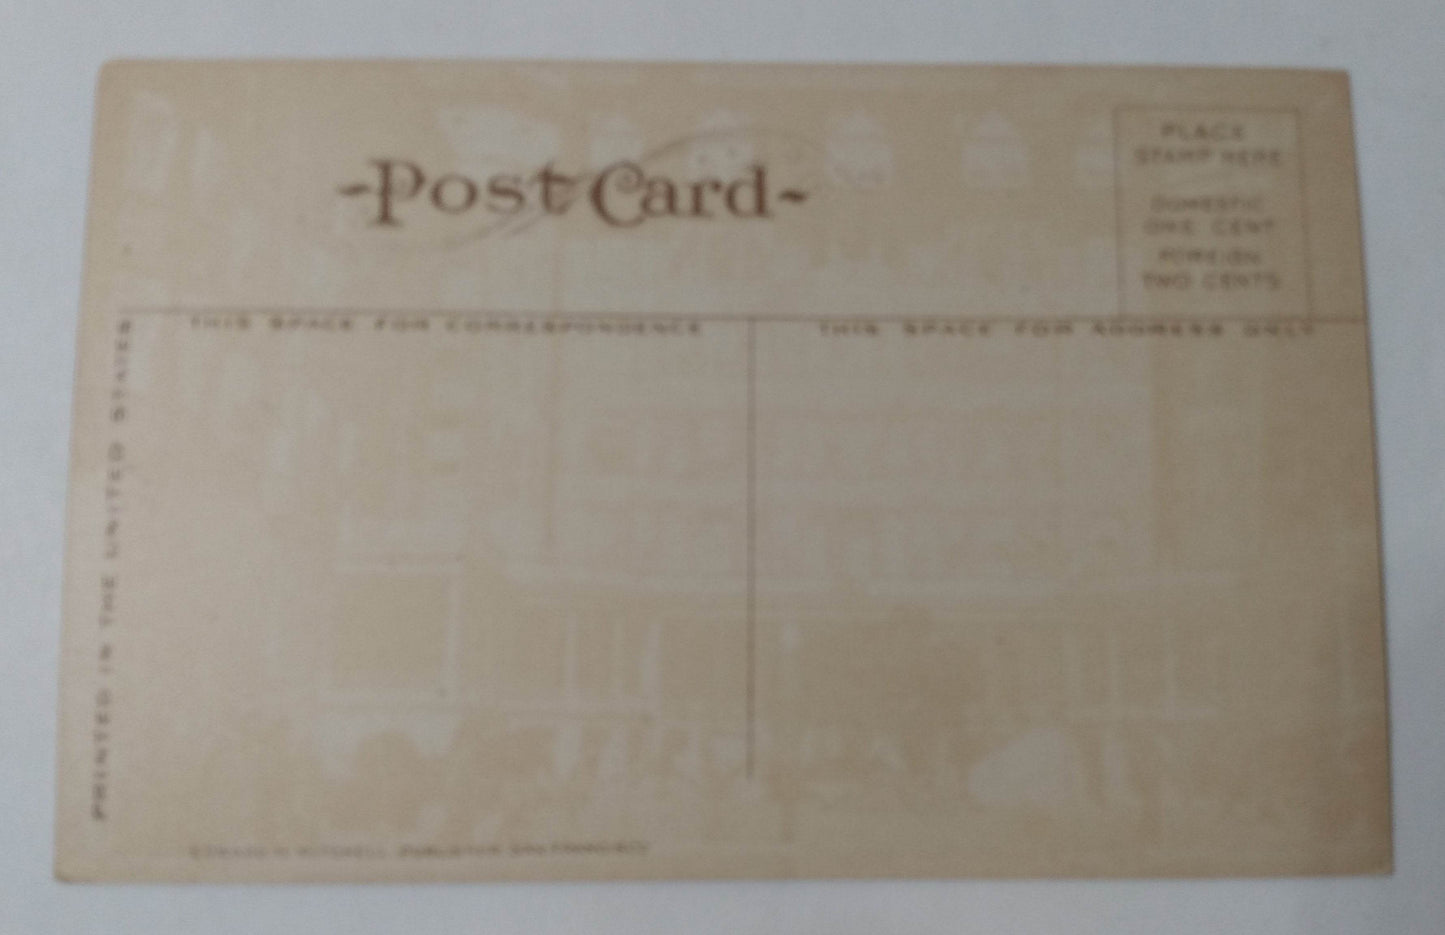 -Post Card-
PLACE
STAMP HERE
DOMESTIC
ONE CENT
FOREIGN
TWO CENTS
THIS SPACE FOR CORRESPONDENCE
THIS SPACE FOR ADDRESS ONLY
PRINTED IN THE UNITED STATES
EDWARD H. MITCHELL, PUBLISHER, SAN FRANCISCO